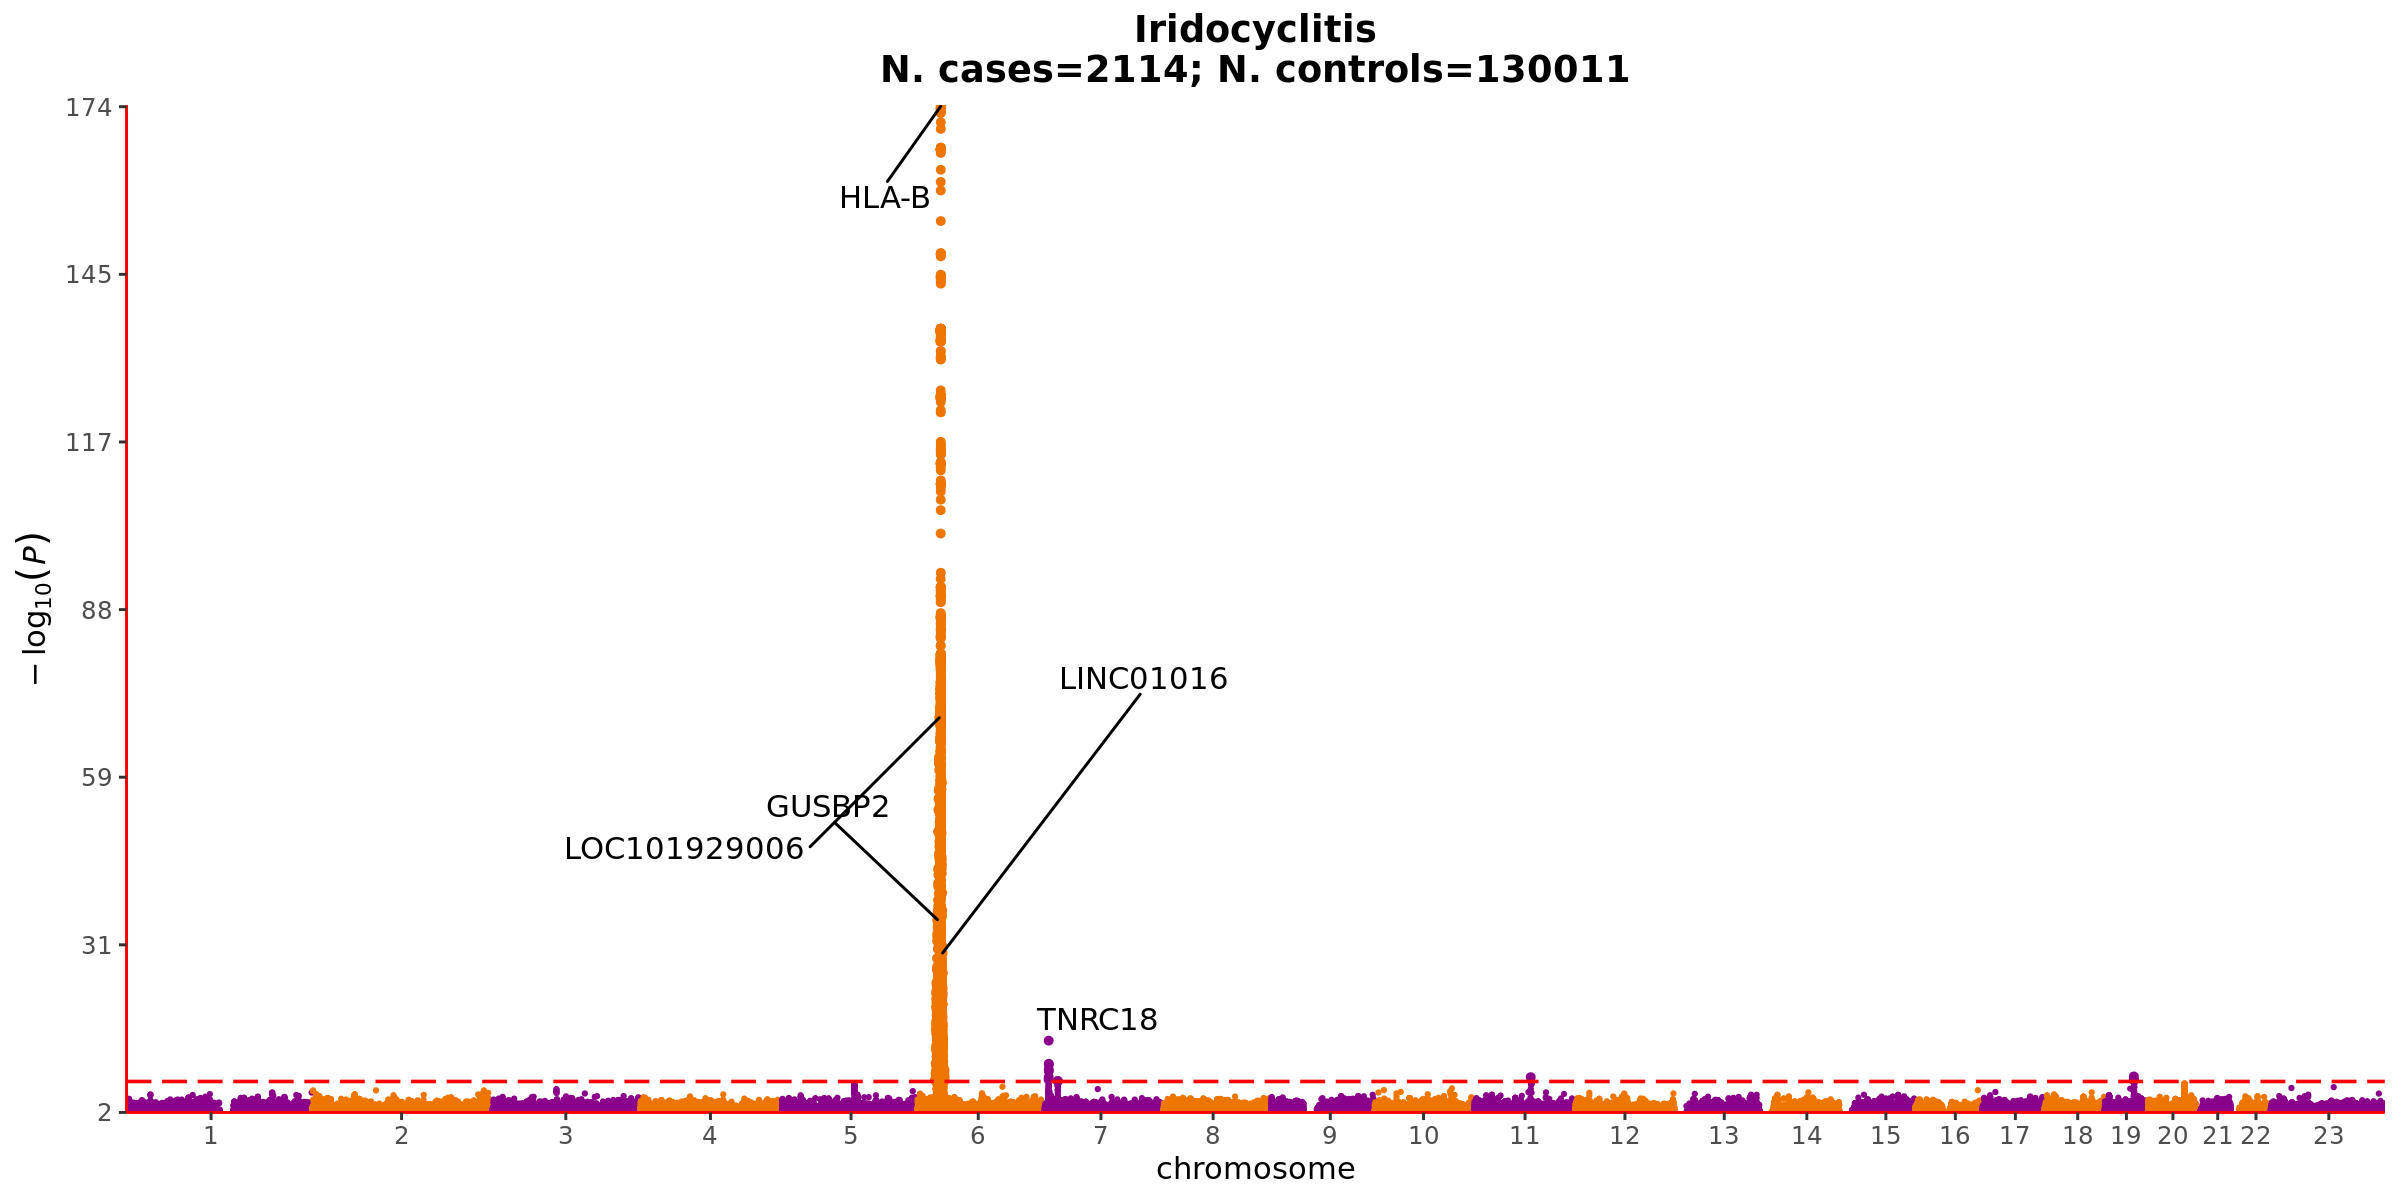 Iridocyclitis
N. cases=2114; N. controls=130011
174
145
117
88
59
31
2
−log10(P)
HLA-B
LINC01016
GUSBP2
LOC101929006
TNRC18
1 2 3 4 5 6 7 8 9 10 11 12 13 14 15 16 17 18 19 20 21 22 23
chromosome